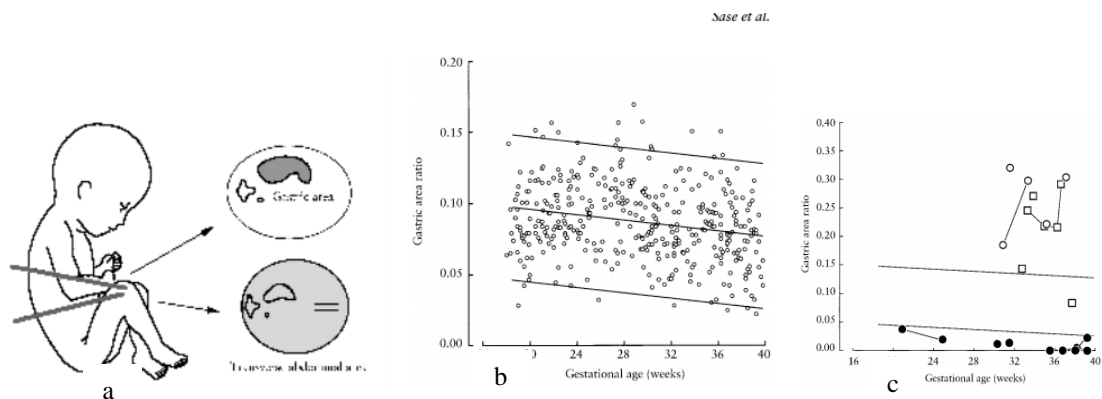 Sase et al.
Gastric area
Transverse abdominal area
a
Gastric area ratio
0.20
0.15
0.10
0.05
0.00
20
24
28
32
36
40
Gestational age (weeks)
b
Gastric area ratio
0.40
0.35
0.30
0.25
0.20
0.15
0.10
0.05
0.00
16
28
32
36
40
Gestational age (weeks)
c